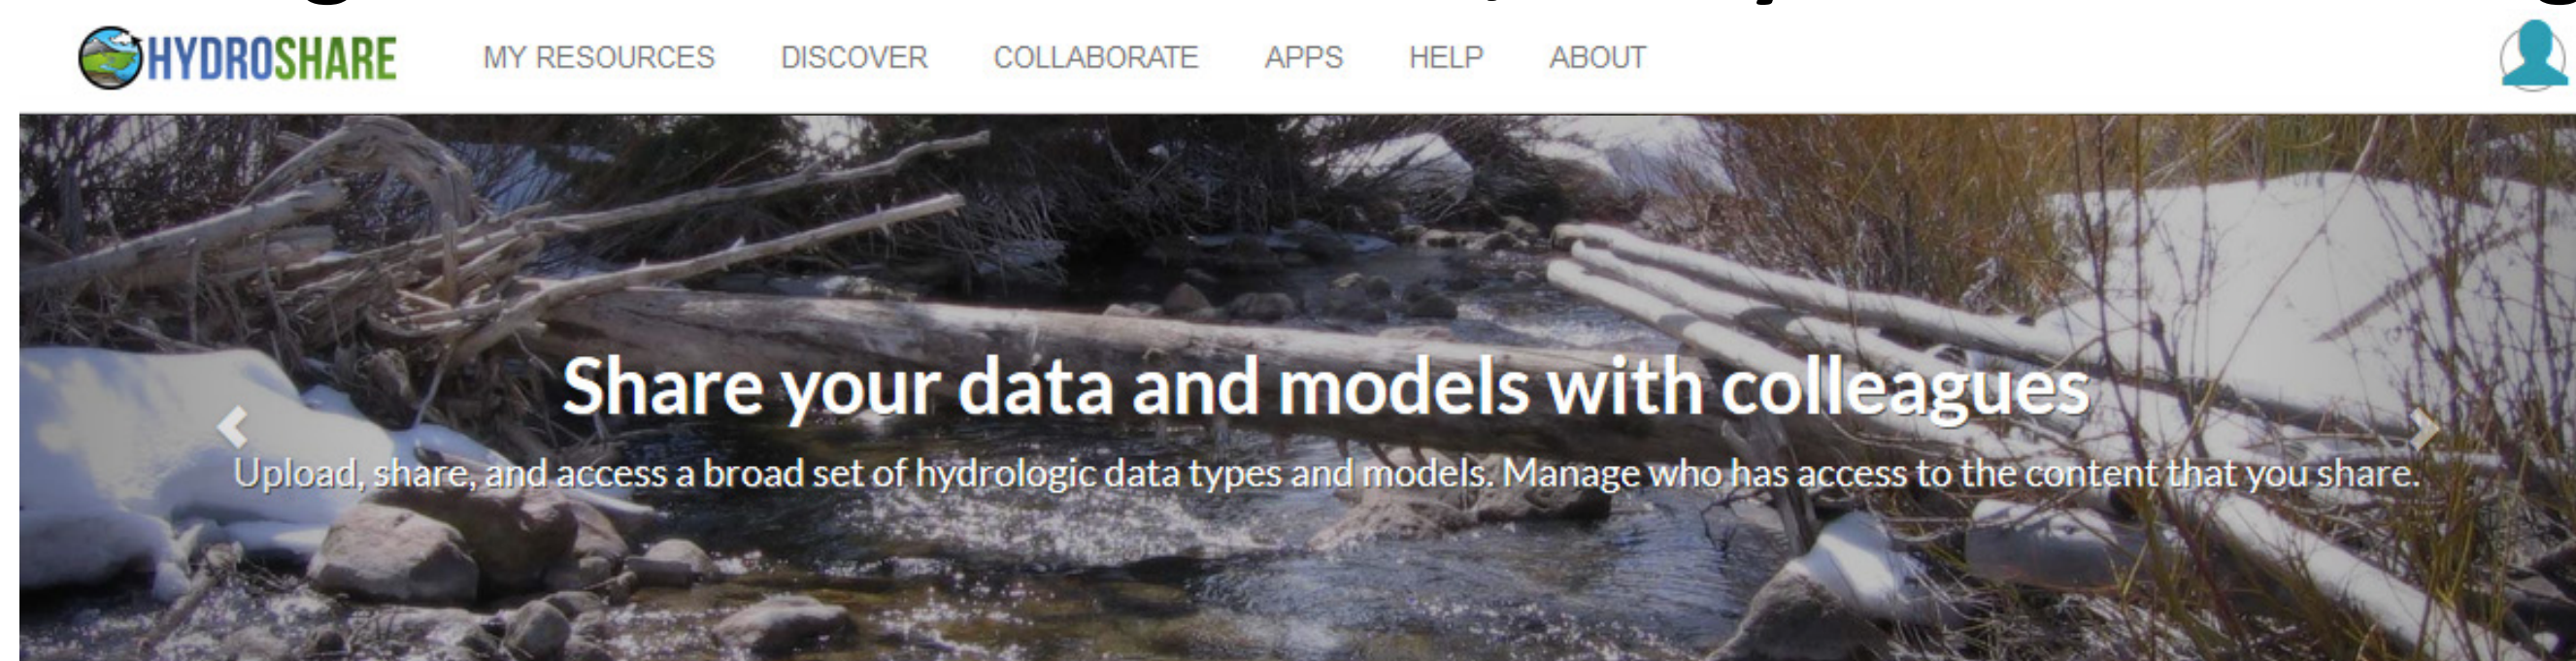 HYDROSHARE MY RESOURCES DISCOVER COLLABORATE APPS HELP ABOUT
Share your data and models with colleagues
Upload, share, and access a broad set of hydrologic data types and models. Manage who has access to the content that you share.